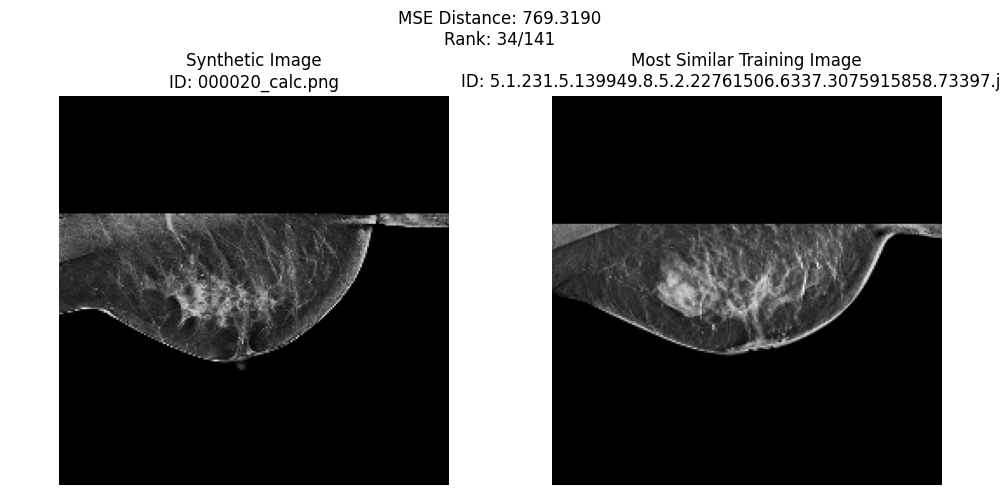 MSE Distance: 769.3190
Rank: 34/141
Synthetic Image
ID: 000020_calc.png
Most Similar Training Image
ID: 5.1.231.5.139949.8.5.2.22761506.6337.3075915858.73397.j